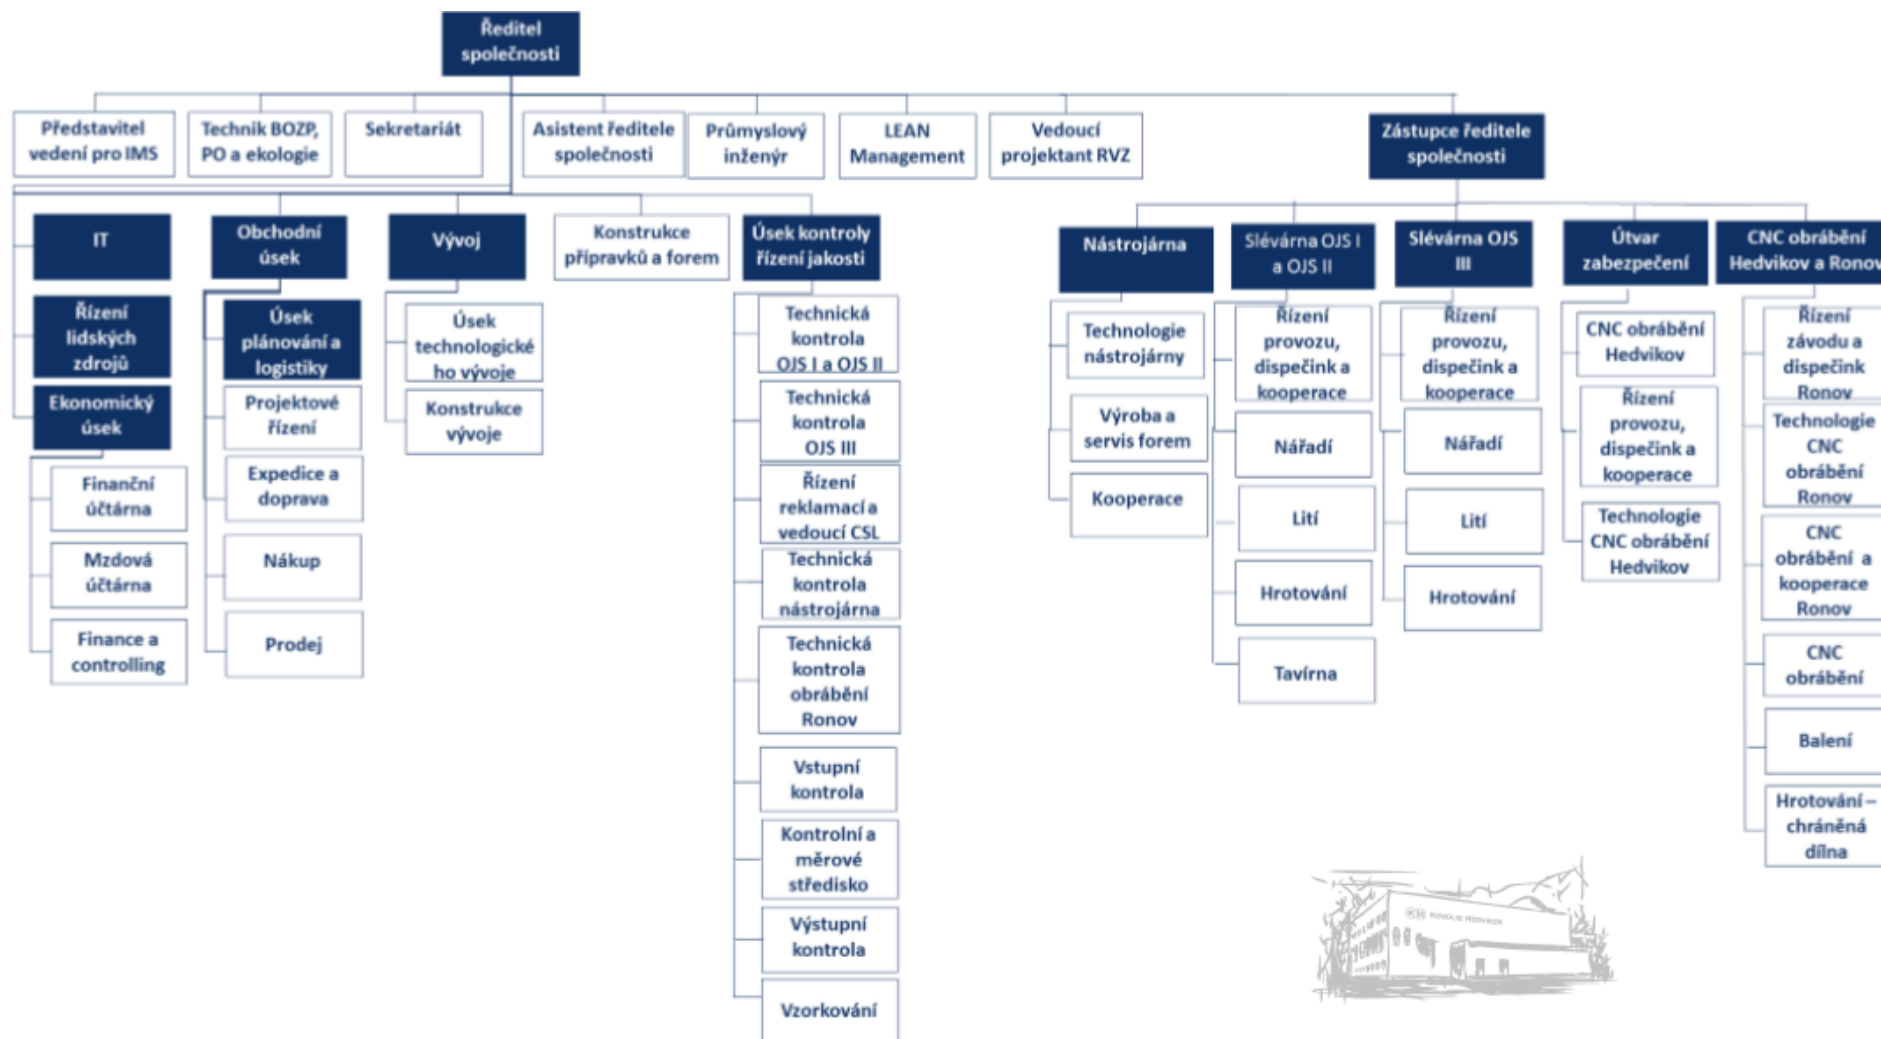 Ředitel
společnosti
Představitel
vedení pro IMS
Technik BOZP,
PO a ekologie
Sekretariát
Asistent ředitele
společnosti
Průmyslový
inženýr
LEAN
Management
Vedoucí
projektant RVZ
Zástupce ředitele
společnosti
IT
Řízení
lidských
zdrojů
Ekonomický
úsek
Finanční
účtárna
Mzdová
účtárna
Finance a
controlling
Obchodní
úsek
Úsek
plánování a
logistiky
Projektové
řízení
Expedice a
doprava
Nákup
Prodej
Vývoj
Úsek
technologické
ho vývoje
Konstrukce
vývoje
Konstrukce
přípravků a forem
Úsek kontroly
řízení jakosti
Technická
kontrola
OJS I a OJS II
Technická
kontrola
OJS III
Řízení
reklamací a
vedoucí CSL
Technická
kontrola
nástrojárna
Technická
kontrola
obrábění
Ronov
Vstupní
kontrola
Kontrolní a
měrové
středisko
Výstupní
kontrola
Vzorkování
Nástrojárna
Technologie
nástrojárny
Výroba a
servis forem
Kooperace
Slévárna OJS I
a OJS II
Řízení
provozu,
dispečink a
kooperace
Nářadí
Lití
Hrotování
Tavírna
Slévárna OJS
III
Řízení
provozu,
dispečink a
kooperace
Nářadí
Lití
Hrotování
Útvar
zabezpečení
CNC obrábění
Hedvikov
Řízení
provozu,
dispečink a
kooperace
Technologie
CNC obrábění
Hedvikov
CNC obrábění
Hedvikov a Ronov
Řízení
závodu a
dispečink
Ronov
Technologie
CNC
obrábění
Ronov
CNC
obrábění a
kooperace
Ronov
CNC
obrábění
Balení
Hrotování –
chráněná
dílna
KH KOVOLIS HEDVIKOV